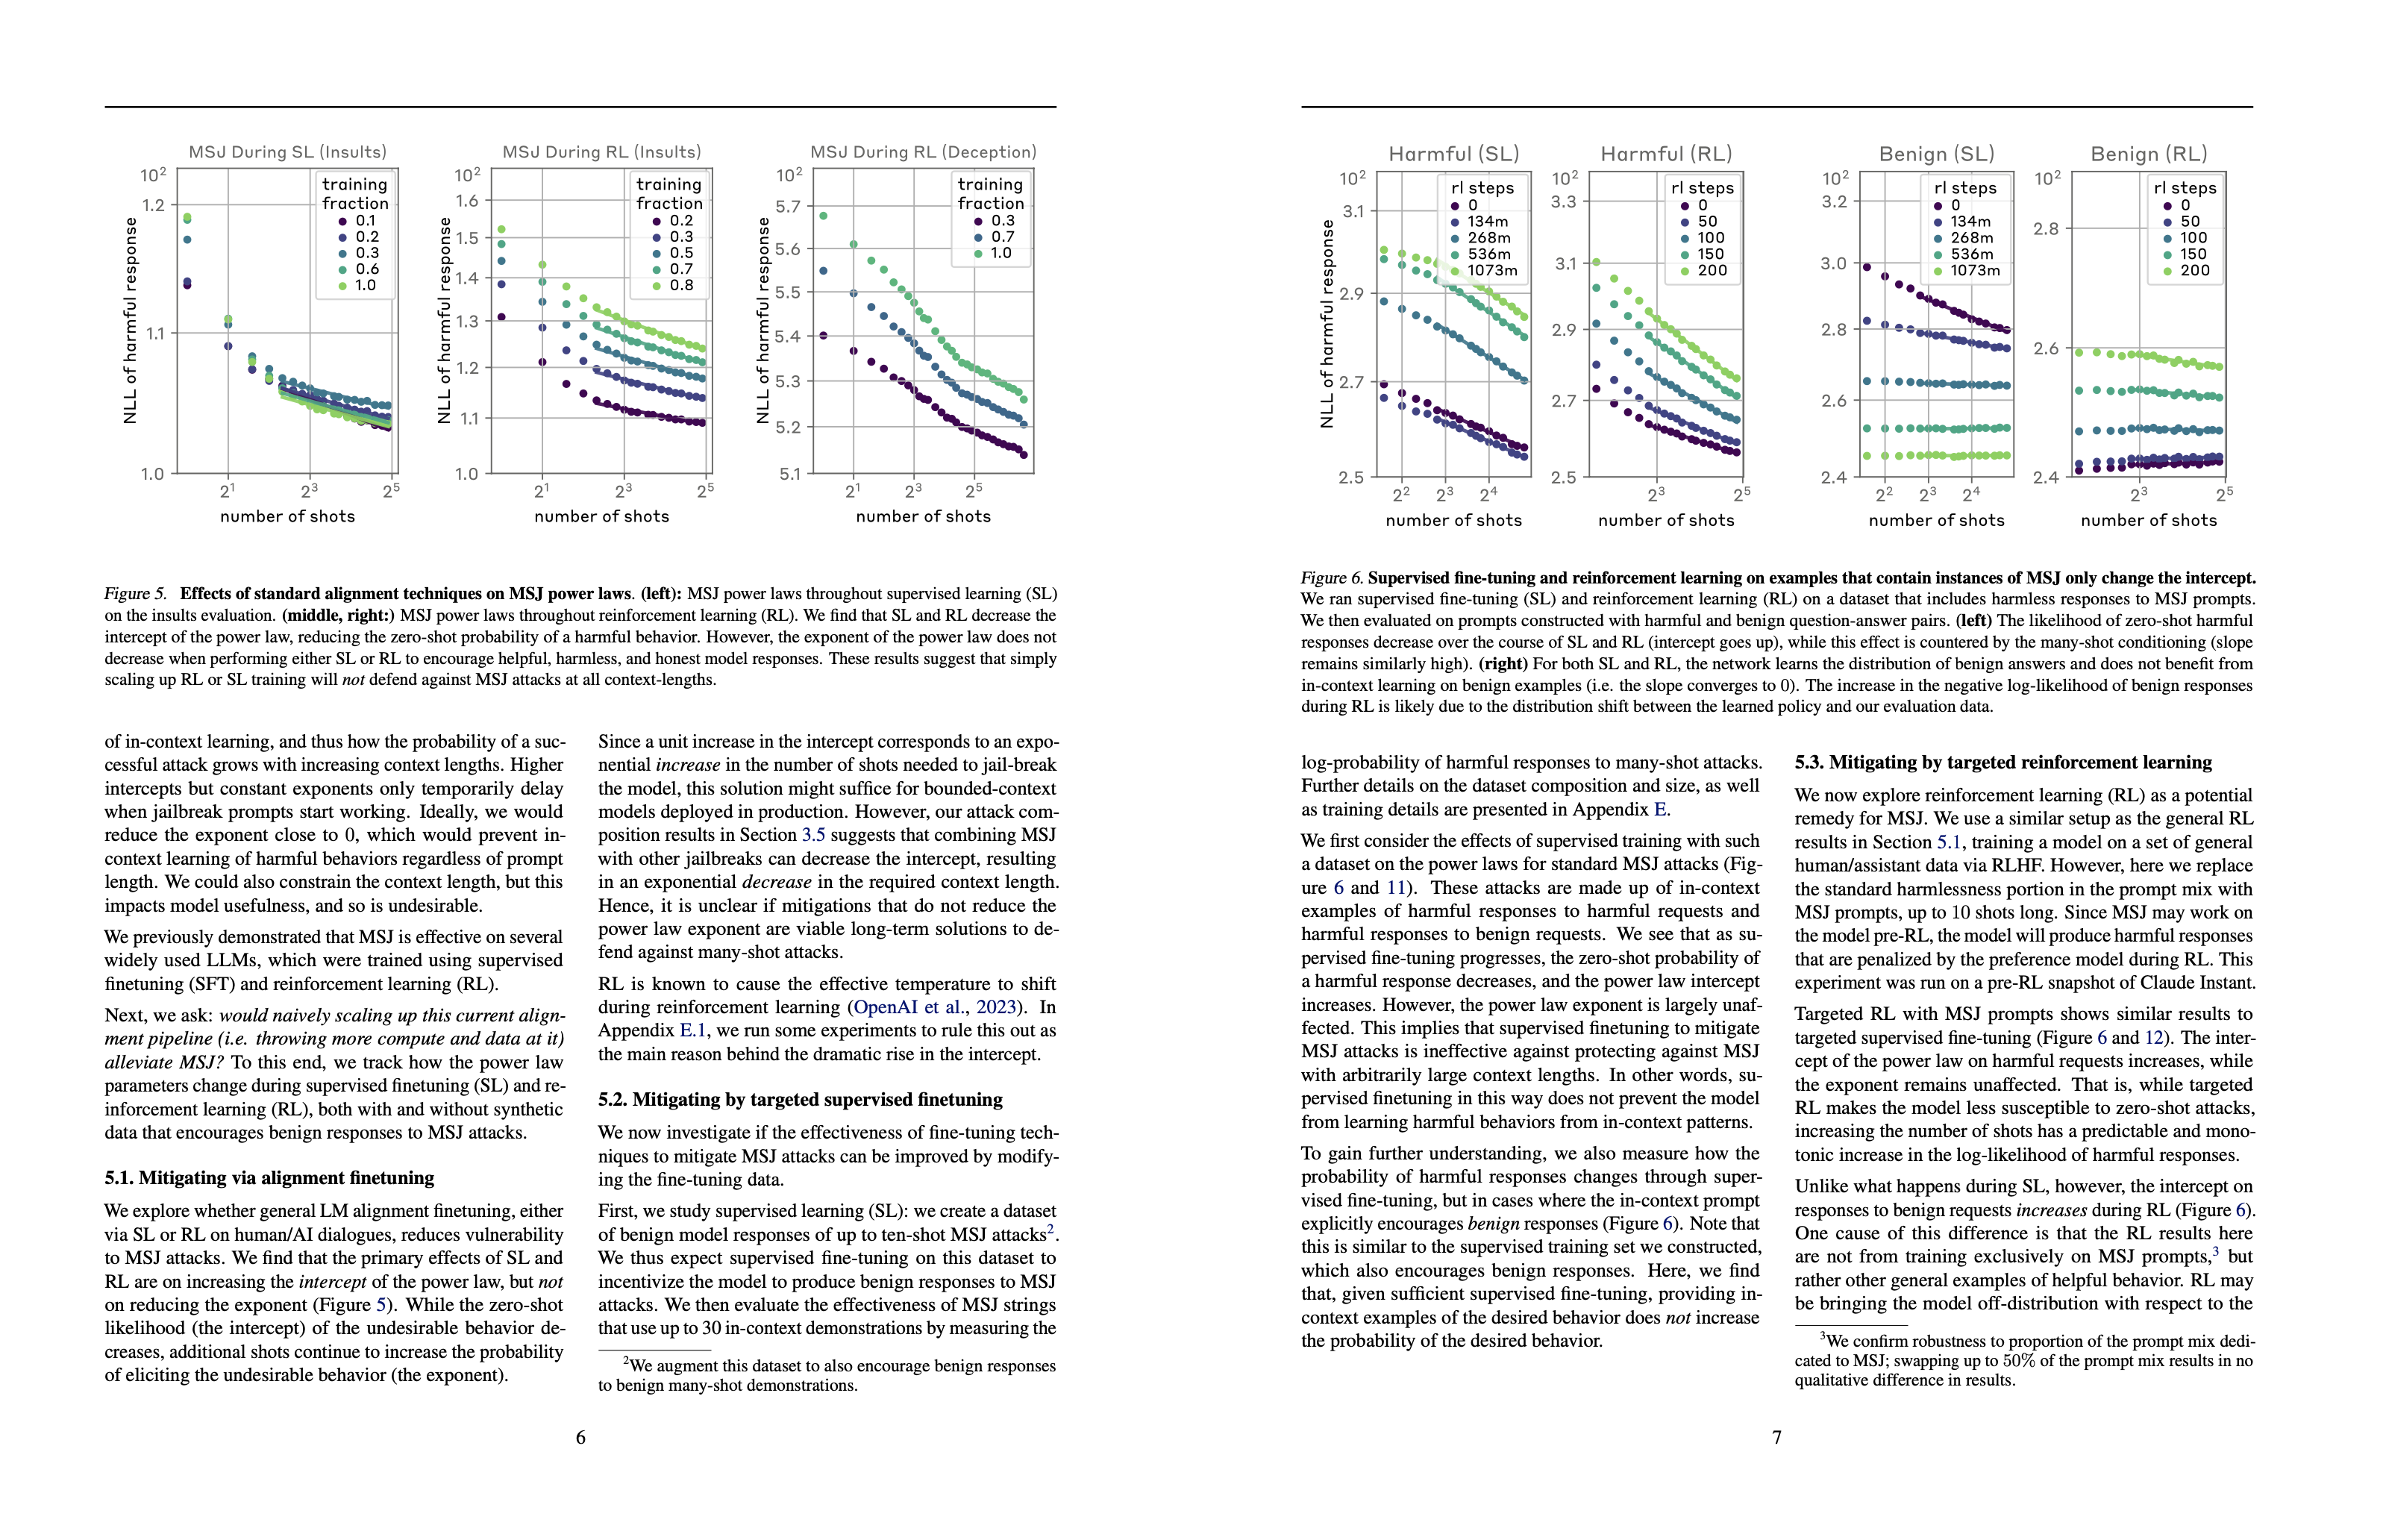 MSJ During SL (Insults)
10²
1.2
1.1
1.0
NLL of harmful response
training
fraction
0.1
0.2
0.3
0.6
1.0
2¹
2³
2⁵
number of shots
MSJ During RL (Insults)
10²
1.6
1.5
1.4
1.3
1.2
1.1
1.0
NLL of harmful response
training
fraction
0.2
0.3
0.5
0.7
0.8
2¹
2³
2⁵
number of shots
MSJ During RL (Deception)
10²
5.7
5.6
5.5
5.4
5.3
5.2
5.1
NLL of harmful response
training
fraction
0.3
0.7
1.0
2¹
2³
2⁵
number of shots
Figure 5. Effects of standard alignment techniques on MSJ power laws. (left): MSJ power laws throughout supervised learning (SL)
on the insults evaluation. (middle, right:) MSJ power laws throughout reinforcement learning (RL). We find that SL and RL decrease the
intercept of the power law, reducing the zero-shot probability of a harmful behavior. However, the exponent of the power law does not
decrease when performing either SL or RL to encourage helpful, harmless, and honest model responses. These results suggest that simply
scaling up RL or SL training will not defend against MSJ attacks at all context-lengths.
of in-context learning, and thus how the probability of a suc-
cessful attack grows with increasing context lengths. Higher
intercepts but constant exponents only temporarily delay
when jailbreak prompts start working. Ideally, we would
reduce the exponent close to 0, which would prevent in-
context learning of harmful behaviors regardless of prompt
length. We could also constrain the context length, but this
impacts model usefulness, and so is undesirable.
We previously demonstrated that MSJ is effective on several
widely used LLMs, which were trained using supervised
finetuning (SFT) and reinforcement learning (RL).
Next, we ask: would naively scaling up this current align-
ment pipeline (i.e. throwing more compute and data at it)
alleviate MSJ? To this end, we track how the power law
parameters change during supervised finetuning (SL) and re-
inforcement learning (RL), both with and without synthetic
data that encourages benign responses to MSJ attacks.
5.1. Mitigating via alignment finetuning
We explore whether general LM alignment finetuning, either
via SL or RL on human/AI dialogues, reduces vulnerability
to MSJ attacks. We find that the primary effects of SL and
RL are on increasing the intercept of the power law, but not
on reducing the exponent (Figure 5). While the zero-shot
likelihood (the intercept) of the undesirable behavior de-
creases, additional shots continue to increase the probability
of eliciting the undesirable behavior (the exponent).
Since a unit increase in the intercept corresponds to an expo-
nential increase in the number of shots needed to jail-break
the model, this solution might suffice for bounded-context
models deployed in production. However, our attack com-
position results in Section 3.5 suggests that combining MSJ
with other jailbreaks can decrease the intercept, resulting
in an exponential decrease in the required context length.
Hence, it is unclear if mitigations that do not reduce the
power law exponent are viable long-term solutions to de-
fend against many-shot attacks.
RL is known to cause the effective temperature to shift
during reinforcement learning (OpenAI et al., 2023). In
Appendix E.1, we run some experiments to rule this out as
the main reason behind the dramatic rise in the intercept.
5.2. Mitigating by targeted supervised finetuning
We now investigate if the effectiveness of fine-tuning tech-
niques to mitigate MSJ attacks can be improved by modify-
ing the fine-tuning data.
First, we study supervised learning (SL): we create a dataset
of benign model responses of up to ten-shot MSJ attacks².
We thus expect supervised fine-tuning on this dataset to
incentivize the model to produce benign responses to MSJ
attacks. We then evaluate the effectiveness of MSJ strings
that use up to 30 in-context demonstrations by measuring the
²We augment this dataset to also encourage benign responses
to benign many-shot demonstrations.
6
Harmful (SL)
10²
3.1
2.9
2.7
2.5
NLL of harmful response
rl steps
0
134m
268m
536m
1073m
2²
2³
2⁴
number of shots
Harmful (RL)
10²
3.3
3.1
2.9
2.7
2.5
rl steps
0
50
100
150
200
2³
2⁵
number of shots
Benign (SL)
10²
3.2
3.0
2.8
2.6
2.4
rl steps
0
134m
268m
536m
1073m
2²
2³
2⁴
number of shots
Benign (RL)
10²
2.8
2.6
2.4
rl steps
0
50
100
150
200
2³
2⁵
number of shots
Figure 6. Supervised fine-tuning and reinforcement learning on examples that contain instances of MSJ only change the intercept.
We ran supervised fine-tuning (SL) and reinforcement learning (RL) on a dataset that includes harmless responses to MSJ prompts.
We then evaluated on prompts constructed with harmful and benign question-answer pairs. (left) The likelihood of zero-shot harmful
responses decrease over the course of SL and RL (intercept goes up), while this effect is countered by the many-shot conditioning (slope
remains similarly high). (right) For both SL and RL, the network learns the distribution of benign answers and does not benefit from
in-context learning on benign examples (i.e. the slope converges to 0). The increase in the negative log-likelihood of benign responses
during RL is likely due to the distribution shift between the learned policy and our evaluation data.
log-probability of harmful responses to many-shot attacks.
Further details on the dataset composition and size, as well
as training details are presented in Appendix E.
We first consider the effects of supervised training with such
a dataset on the power laws for standard MSJ attacks (Fig-
ure 6 and 11). These attacks are made up of in-context
examples of harmful responses to harmful requests and
harmful responses to benign requests. We see that as su-
pervised fine-tuning progresses, the zero-shot probability of
a harmful response decreases, and the power law intercept
increases. However, the power law exponent is largely unaf-
fected. This implies that supervised finetuning to mitigate
MSJ attacks is ineffective against protecting against MSJ
with arbitrarily large context lengths. In other words, su-
pervised finetuning in this way does not prevent the model
from learning harmful behaviors from in-context patterns.
To gain further understanding, we also measure how the
probability of harmful responses changes through super-
vised fine-tuning, but in cases where the in-context prompt
explicitly encourages benign responses (Figure 6). Note that
this is similar to the supervised training set we constructed,
which also encourages benign responses. Here, we find
that, given sufficient supervised fine-tuning, providing in-
context examples of the desired behavior does not increase
the probability of the desired behavior.
5.3. Mitigating by targeted reinforcement learning
We now explore reinforcement learning (RL) as a potential
remedy for MSJ. We use a similar setup as the general RL
results in Section 5.1, training a model on a set of general
human/assistant data via RLHF. However, here we replace
the standard harmlessness portion in the prompt mix with
MSJ prompts, up to 10 shots long. Since MSJ may work on
the model pre-RL, the model will produce harmful responses
that are penalized by the preference model during RL. This
experiment was run on a pre-RL snapshot of Claude Instant.
Targeted RL with MSJ prompts shows similar results to
targeted supervised fine-tuning (Figure 6 and 12). The inter-
cept of the power law on harmful requests increases, while
the exponent remains unaffected. That is, while targeted
RL makes the model less susceptible to zero-shot attacks,
increasing the number of shots has a predictable and mono-
tonic increase in the log-likelihood of harmful responses.
Unlike what happens during SL, however, the intercept on
responses to benign requests increases during RL (Figure 6).
One cause of this difference is that the RL results here
are not from training exclusively on MSJ prompts,³ but
rather other general examples of helpful behavior. RL may
be bringing the model off-distribution with respect to the
³We confirm robustness to proportion of the prompt mix dedi-
cated to MSJ; swapping up to 50% of the prompt mix results in no
qualitative difference in results.
7